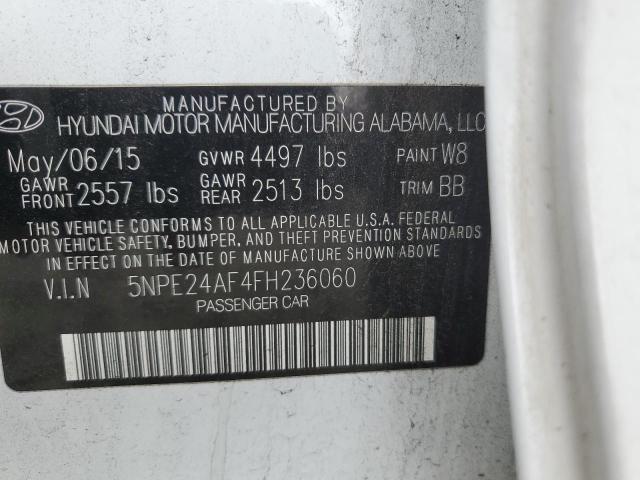 MANUFACTURED BY
HYUNDAI MOTOR MANUFACTURING ALABAMA, LLC
May/06/15 GVWR 4497 lbs PAINT W8
GAWR FRONT 2557 lbs GAWR REAR 2513 lbs TRIM BB
THIS VEHICLE CONFORMS TO ALL APPLICABLE U.S.A. FEDERAL
MOTOR VEHICLE SAFETY, BUMPER, AND THEFT PREVENTION STANDARDS
IN EFFECT ON THE DATE OF MANUFACTURE SHOWN ABOVE.
V.I.N 5NPE24AF4FH236060
PASSENGER CAR